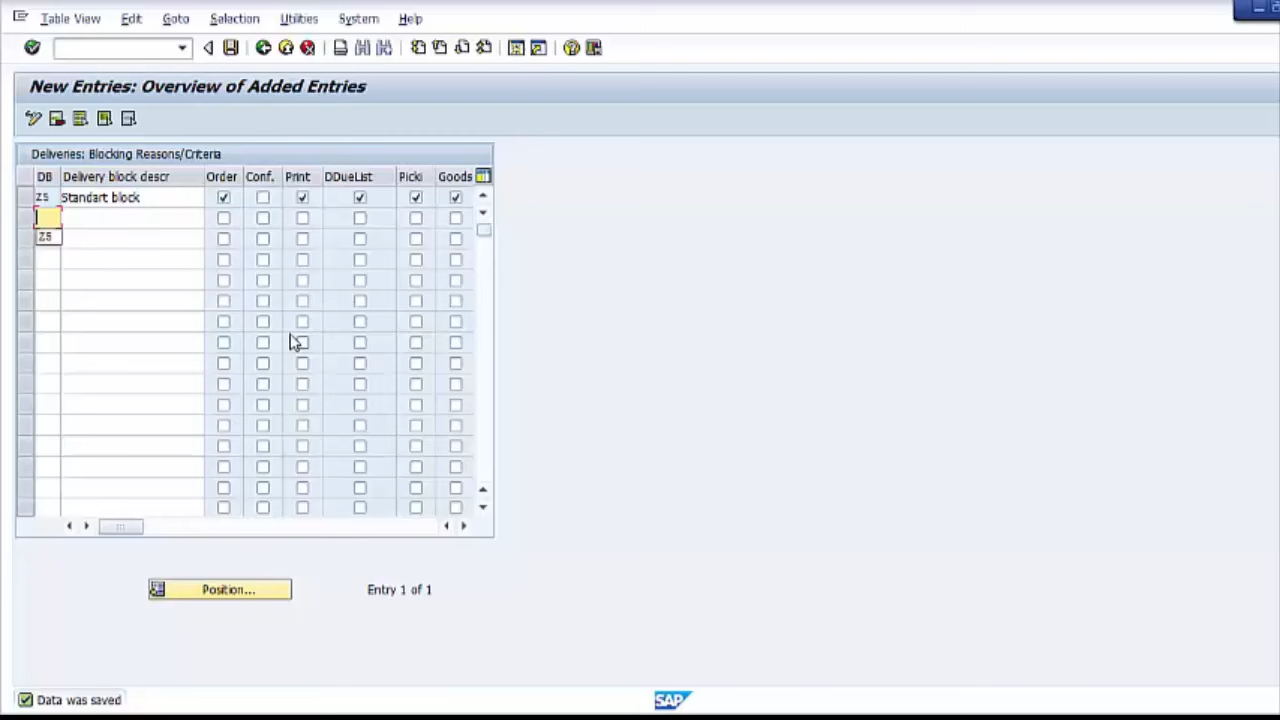 Table View Edit Goto Selection Utilities System Help
New Entries: Overview of Added Entries
Deliveries: Blocking Reasons/Criteria
DB Delivery block descr Order Conf. Print DDueList Picki Goods
Z5 Standart block
Z5
Position... Entry 1 of 1
Data was saved SAP